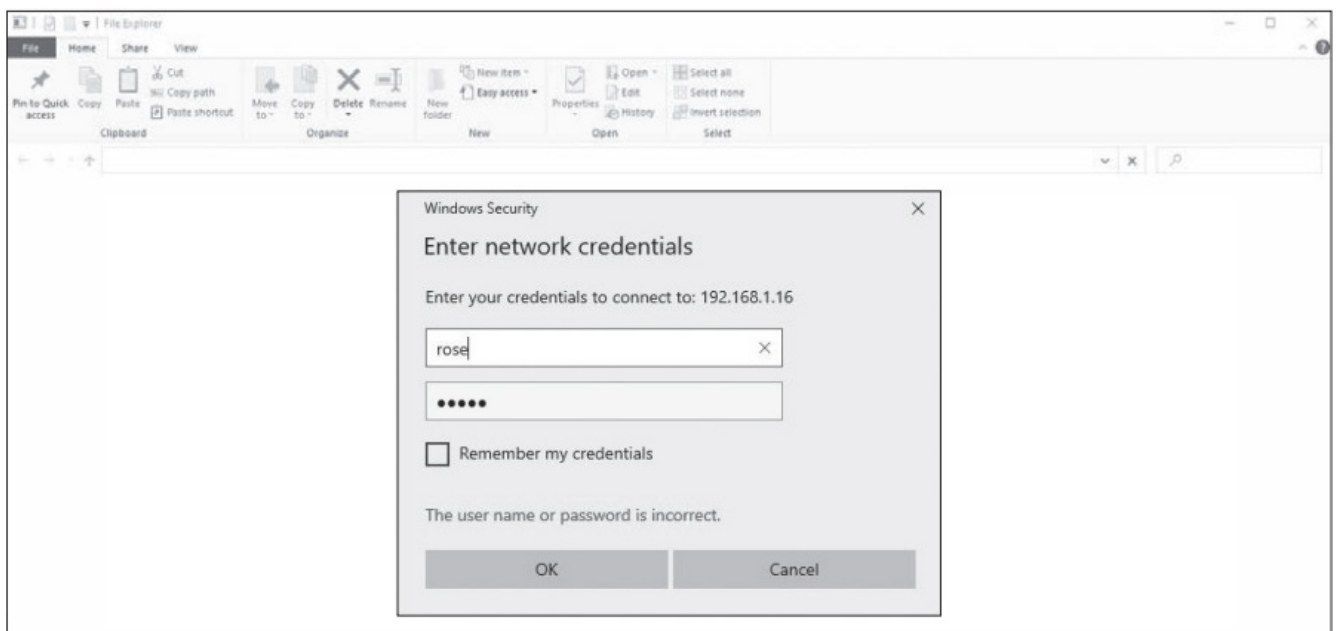 File Explorer
File Home Share View
Pin to Quick access
Copy
Paste
Cut
Copy path
Paste shortcut
Clipboard
Move to
Copy to
Delete
Rename
Organize
New folder
New item
Easy access
New
Properties
Open
Edit
History
Open
Select all
Select none
Invert selection
Select
Windows Security
Enter network credentials
Enter your credentials to connect to: 192.168.1.16
rose
•••••
Remember my credentials
The user name or password is incorrect.
OK Cancel